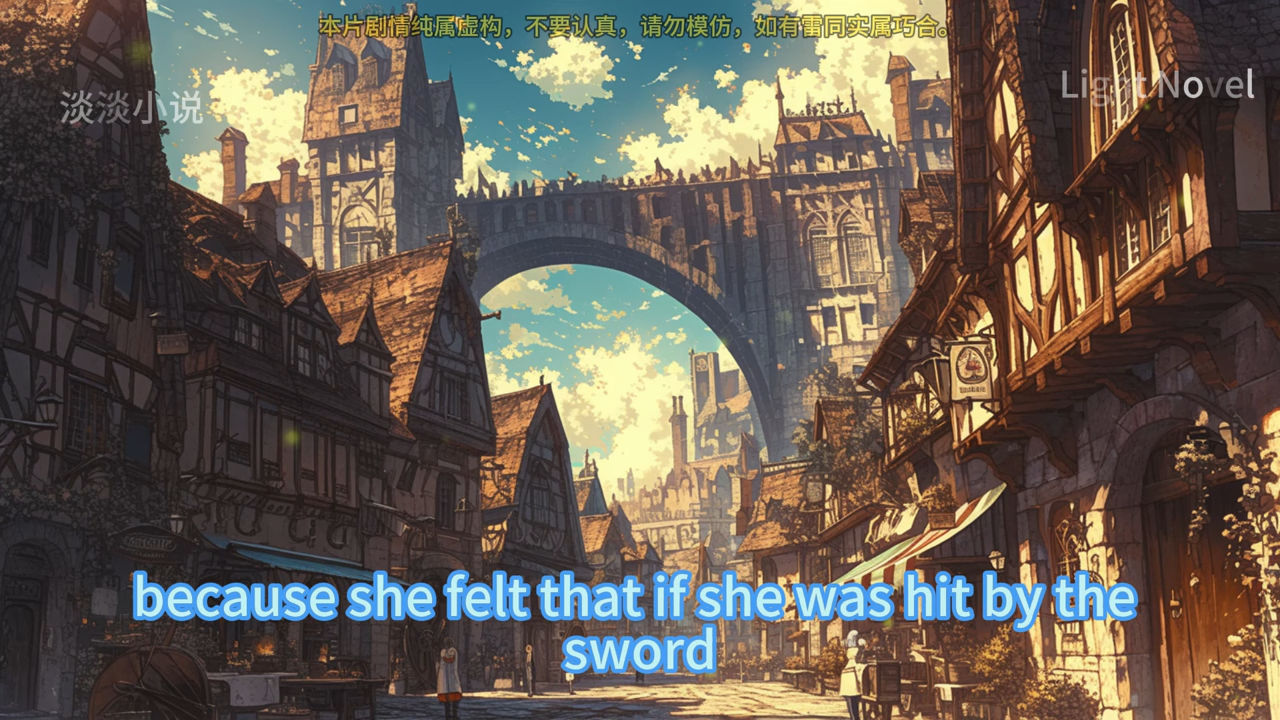 本片剧情纯属虚构，不要认真，请勿模仿，如有雷同实属巧合。
淡淡小说
Light Novel
because she felt that if she was hit by the
sword